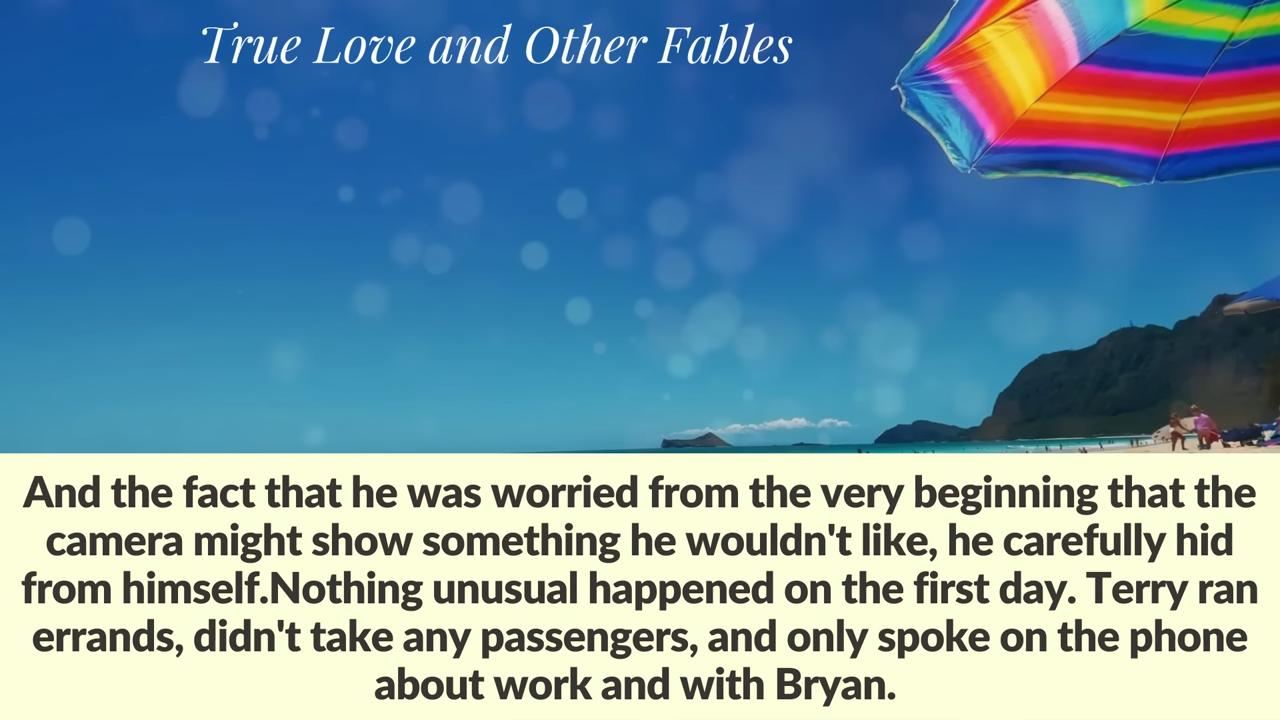 True Love and Other Fables
And the fact that he was worried from the very beginning that the
camera might show something he wouldn't like, he carefully hid
from himself.Nothing unusual happened on the first day. Terry ran
errands, didn't take any passengers, and only spoke on the phone
about work and with Bryan.